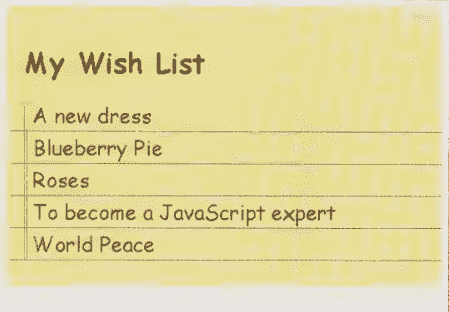 My Wish List
A new dress
Blueberry Pie
Roses
To become a JavaScript expert
World Peace